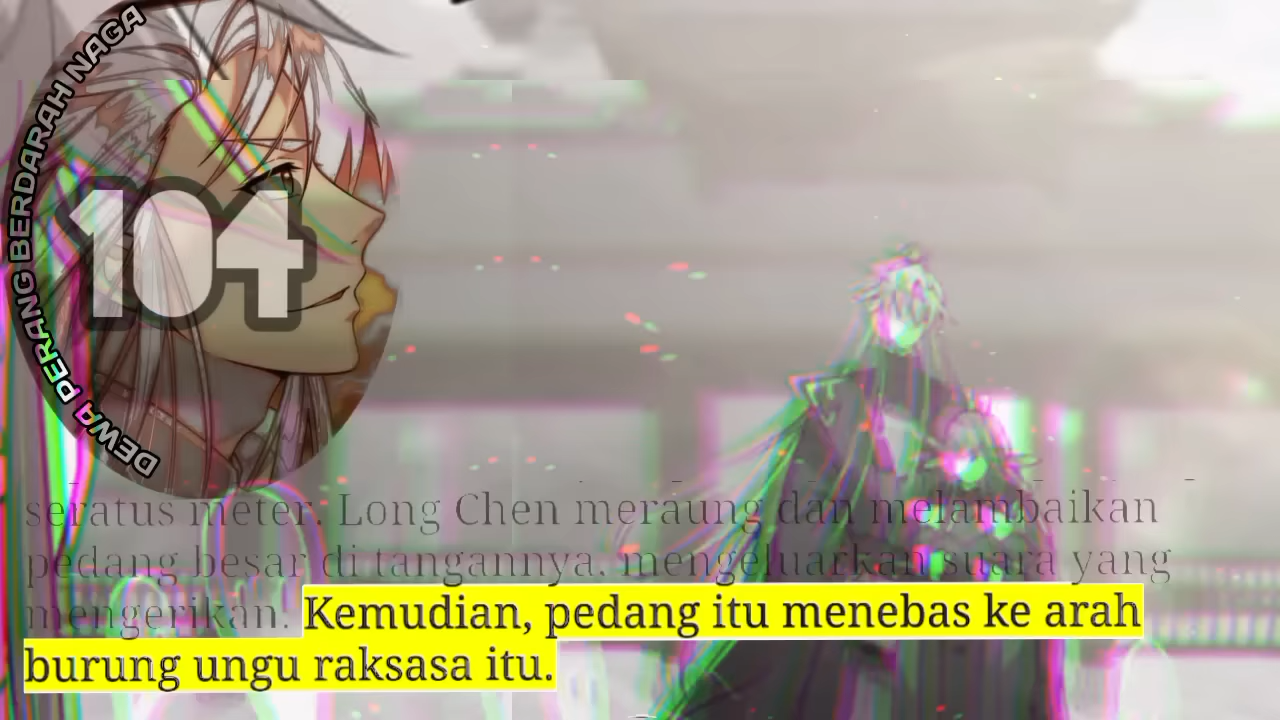 DEWA PERANG BERDARAH NAGA
104
seratus meter. Long Chen meraung dan melambaikan
pedang besar di tangannya, mengeluarkan suara yang
mengerikan. Kemudian, pedang itu menebas ke arah
burung ungu raksasa itu.